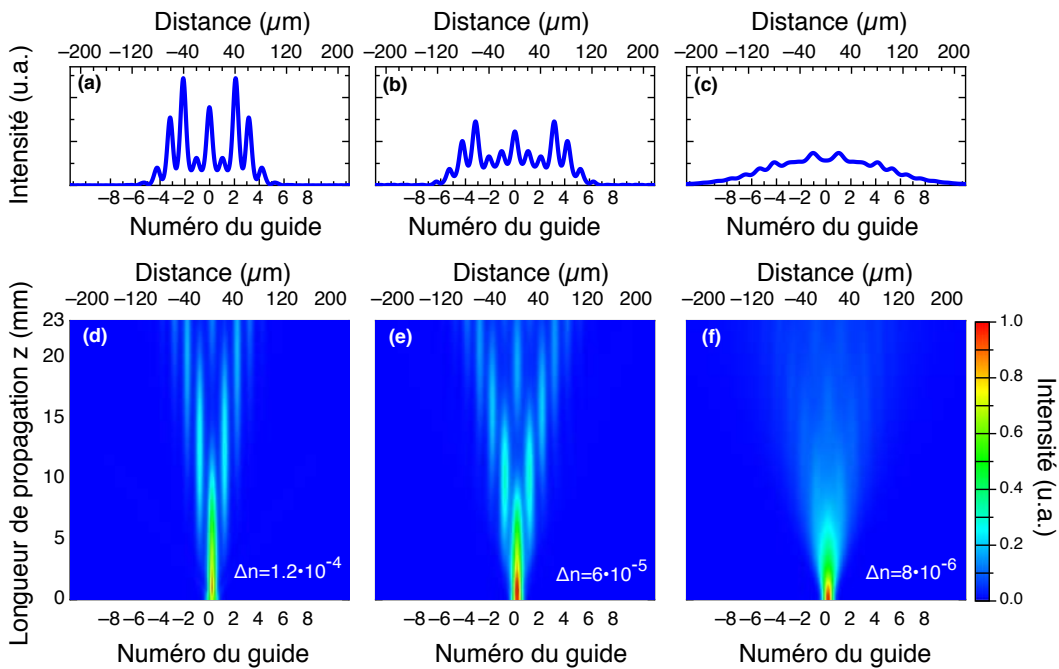 Distance (µm) Distance (µm) Distance (µm)
−200 −120 −40 40 120 200 −200 −120 −40 40 120 200 −200 −120 −40 40 120 200
Intensité (u.a.)
(a) (b) (c)
−8 −6 −4 −2 0 2 4 6 8 −8 −6 −4 −2 0 2 4 6 8 −8 −6 −4 −2 0 2 4 6 8
Numéro du guide Numéro du guide Numéro du guide
Distance (µm) Distance (µm) Distance (µm)
−200 −120 −40 40 120 200 −200 −120 −40 40 120 200 −200 −120 −40 40 120 200
Longueur de propagation z (mm)
23
20
15
10
5
0
(d) (e) (f)
Δn=1.2•10⁻⁴ Δn=6•10⁻⁵ Δn=8•10⁻⁶
1.0
0.8
0.6
0.4
0.2
0.0
Intensité (u.a.)
−8 −6 −4 −2 0 2 4 6 8 −8 −6 −4 −2 0 2 4 6 8 −8 −6 −4 −2 0 2 4 6 8
Numéro du guide Numéro du guide Numéro du guide